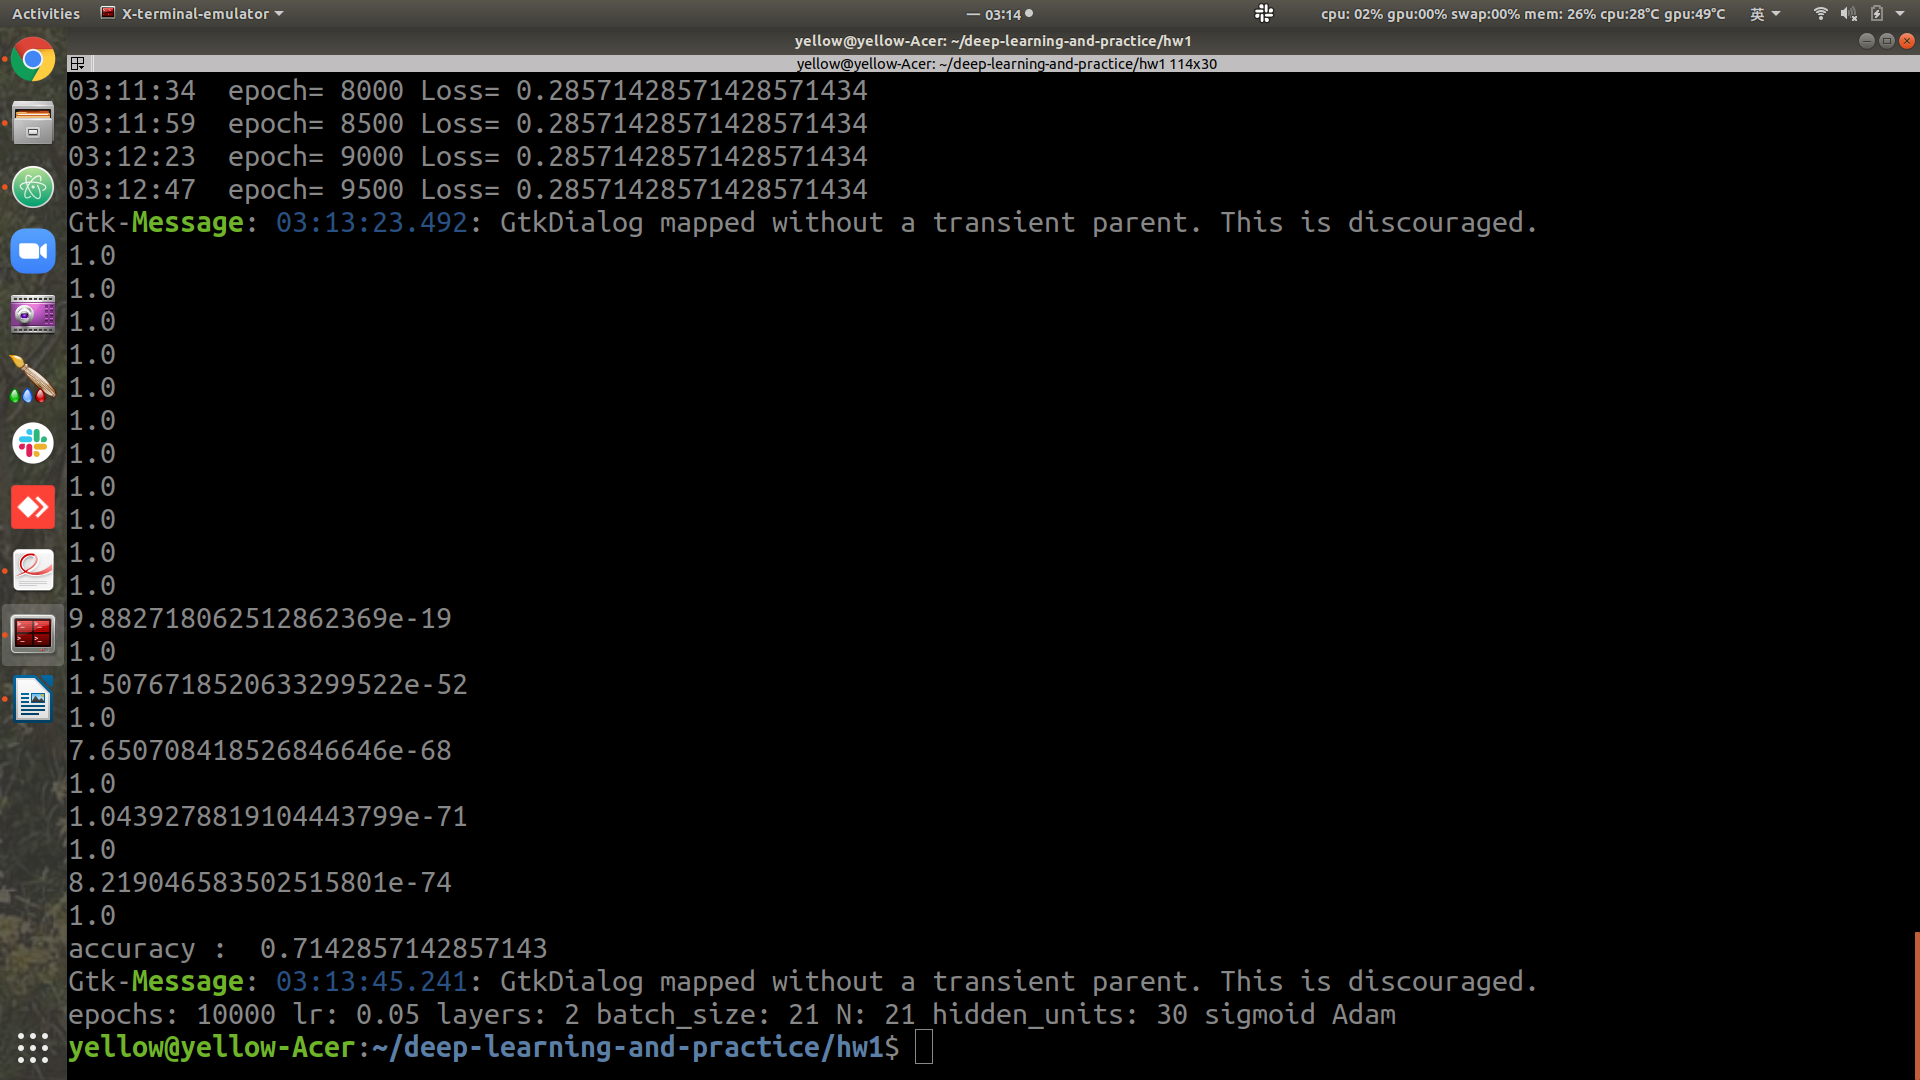 Activities X-terminal-emulator 一 03:14 cpu: 02% gpu:00% swap:00% mem: 26% cpu:28°C gpu:49°C 英
yellow@yellow-Acer: ~/deep-learning-and-practice/hw1
yellow@yellow-Acer: ~/deep-learning-and-practice/hw1 114x30
03:11:34  epoch= 8000 Loss= 0.28571428571428571434
03:11:59  epoch= 8500 Loss= 0.28571428571428571434
03:12:23  epoch= 9000 Loss= 0.28571428571428571434
03:12:47  epoch= 9500 Loss= 0.28571428571428571434
Gtk-Message: 03:13:23.492: GtkDialog mapped without a transient parent. This is discouraged.
1.0
1.0
1.0
1.0
1.0
1.0
1.0
1.0
1.0
1.0
1.0
9.882718062512862369e-19
1.0
1.5076718520633299522e-52
1.0
7.650708418526846646e-68
1.0
1.0439278819104443799e-71
1.0
8.219046583502515801e-74
1.0
accuracy :  0.7142857142857143
Gtk-Message: 03:13:45.241: GtkDialog mapped without a transient parent. This is discouraged.
epochs: 10000 lr: 0.05 layers: 2 batch_size: 21 N: 21 hidden_units: 30 sigmoid Adam
yellow@yellow-Acer:~/deep-learning-and-practice/hw1$